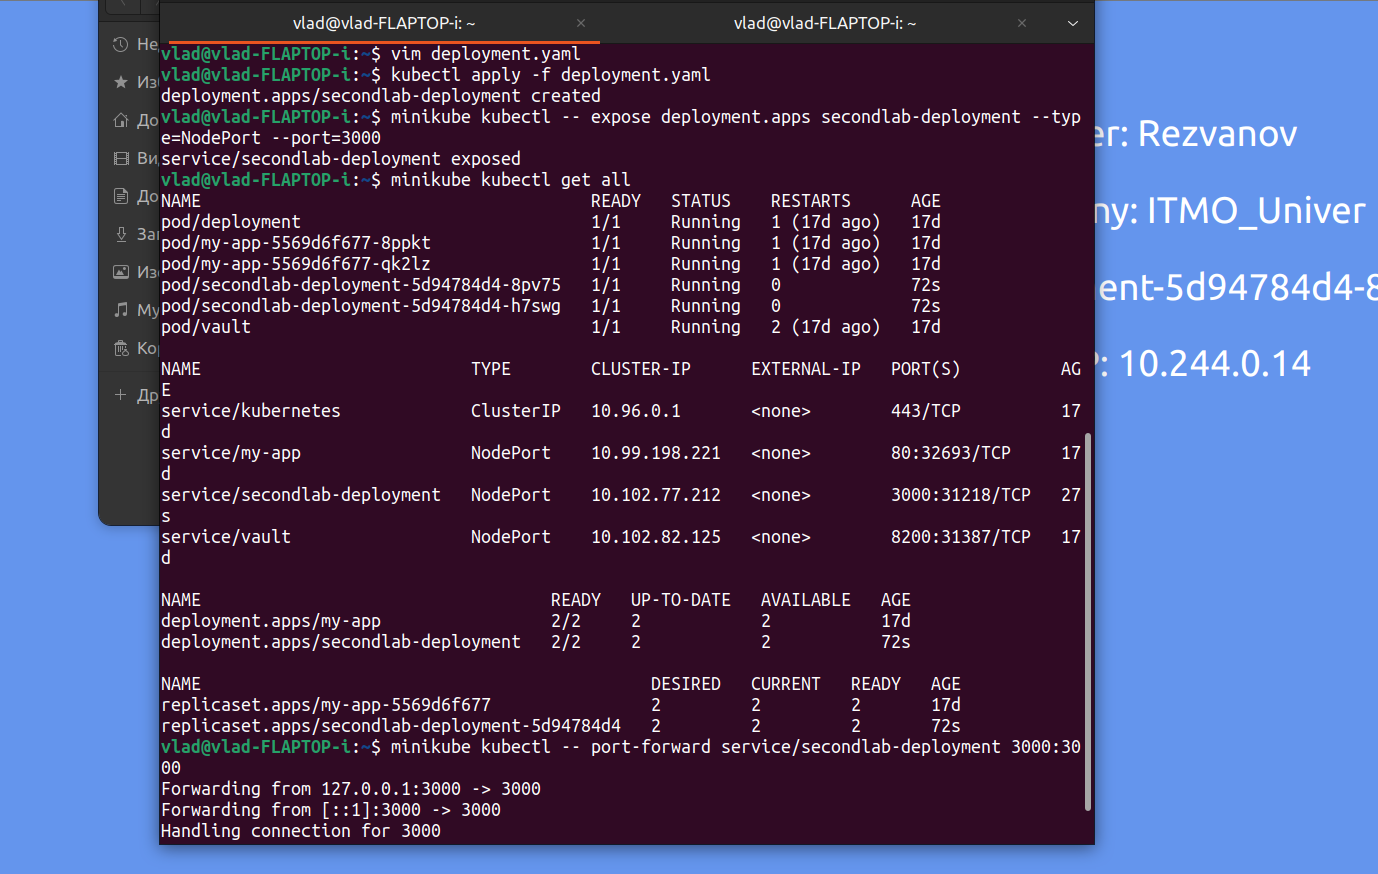 vlad@vlad-FLAPTOP-i: ~
vlad@vlad-FLAPTOP-i: ~
vlad@vlad-FLAPTOP-i:~$ vim deployment.yaml
vlad@vlad-FLAPTOP-i:~$ kubectl apply -f deployment.yaml
deployment.apps/secondlab-deployment created
vlad@vlad-FLAPTOP-i:~$ minikube kubectl -- expose deployment.apps secondlab-deployment --typ
e=NodePort --port=3000
service/secondlab-deployment exposed
vlad@vlad-FLAPTOP-i:~$ minikube kubectl get all
NAME READY STATUS RESTARTS AGE
pod/deployment 1/1 Running 1 (17d ago) 17d
pod/my-app-5569d6f677-8ppkt 1/1 Running 1 (17d ago) 17d
pod/my-app-5569d6f677-qk2lz 1/1 Running 1 (17d ago) 17d
pod/secondlab-deployment-5d94784d4-8pv75 1/1 Running 0 72s
pod/secondlab-deployment-5d94784d4-h7swg 1/1 Running 0 72s
pod/vault 1/1 Running 2 (17d ago) 17d
NAME TYPE CLUSTER-IP EXTERNAL-IP PORT(S) AG
E
service/kubernetes ClusterIP 10.96.0.1 <none> 443/TCP 17
d
service/my-app NodePort 10.99.198.221 <none> 80:32693/TCP 17
d
service/secondlab-deployment NodePort 10.102.77.212 <none> 3000:31218/TCP 27
s
service/vault NodePort 10.102.82.125 <none> 8200:31387/TCP 17
d
NAME READY UP-TO-DATE AVAILABLE AGE
deployment.apps/my-app 2/2 2 2 17d
deployment.apps/secondlab-deployment 2/2 2 2 72s
NAME DESIRED CURRENT READY AGE
replicaset.apps/my-app-5569d6f677 2 2 2 17d
replicaset.apps/secondlab-deployment-5d94784d4 2 2 2 72s
vlad@vlad-FLAPTOP-i:~$ minikube kubectl -- port-forward service/secondlab-deployment 3000:30
00
Forwarding from 127.0.0.1:3000 -> 3000
Forwarding from [::1]:3000 -> 3000
Handling connection for 3000
Не
Из
До
Ви
До
За
Из
Му
Ко
Др
er: Rezvanov
ny: ITMO_Univer
ent-5d94784d4-8
: 10.244.0.14